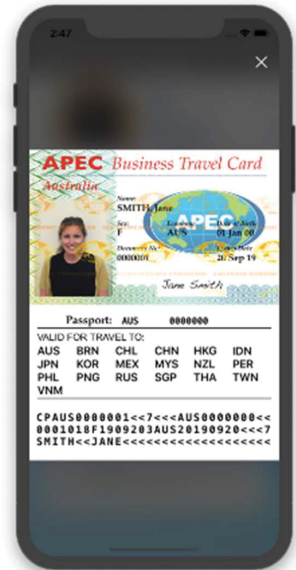 2:47
APEC Business Travel Card
Australia
Name
SMITH, Jane
Sex Date of Birth
F AUS 01 Jan 00
Document No
0000001 20 Sep 19
APEC
Jane Smith
Passport: AUS 0000000
VALID FOR TRAVEL TO:
AUS BRN CHL CHN HKG IDN
JPN KOR MEX MYS NZL PER
PHL PNG RUS SGP THA TWN
VNM
CPAUS0000001<<7<<<AUS0000000<<
0001018F1909203AUS20190920<<<7
SMITH<<JANE<<<<<<<<<<<<<<<<<<<